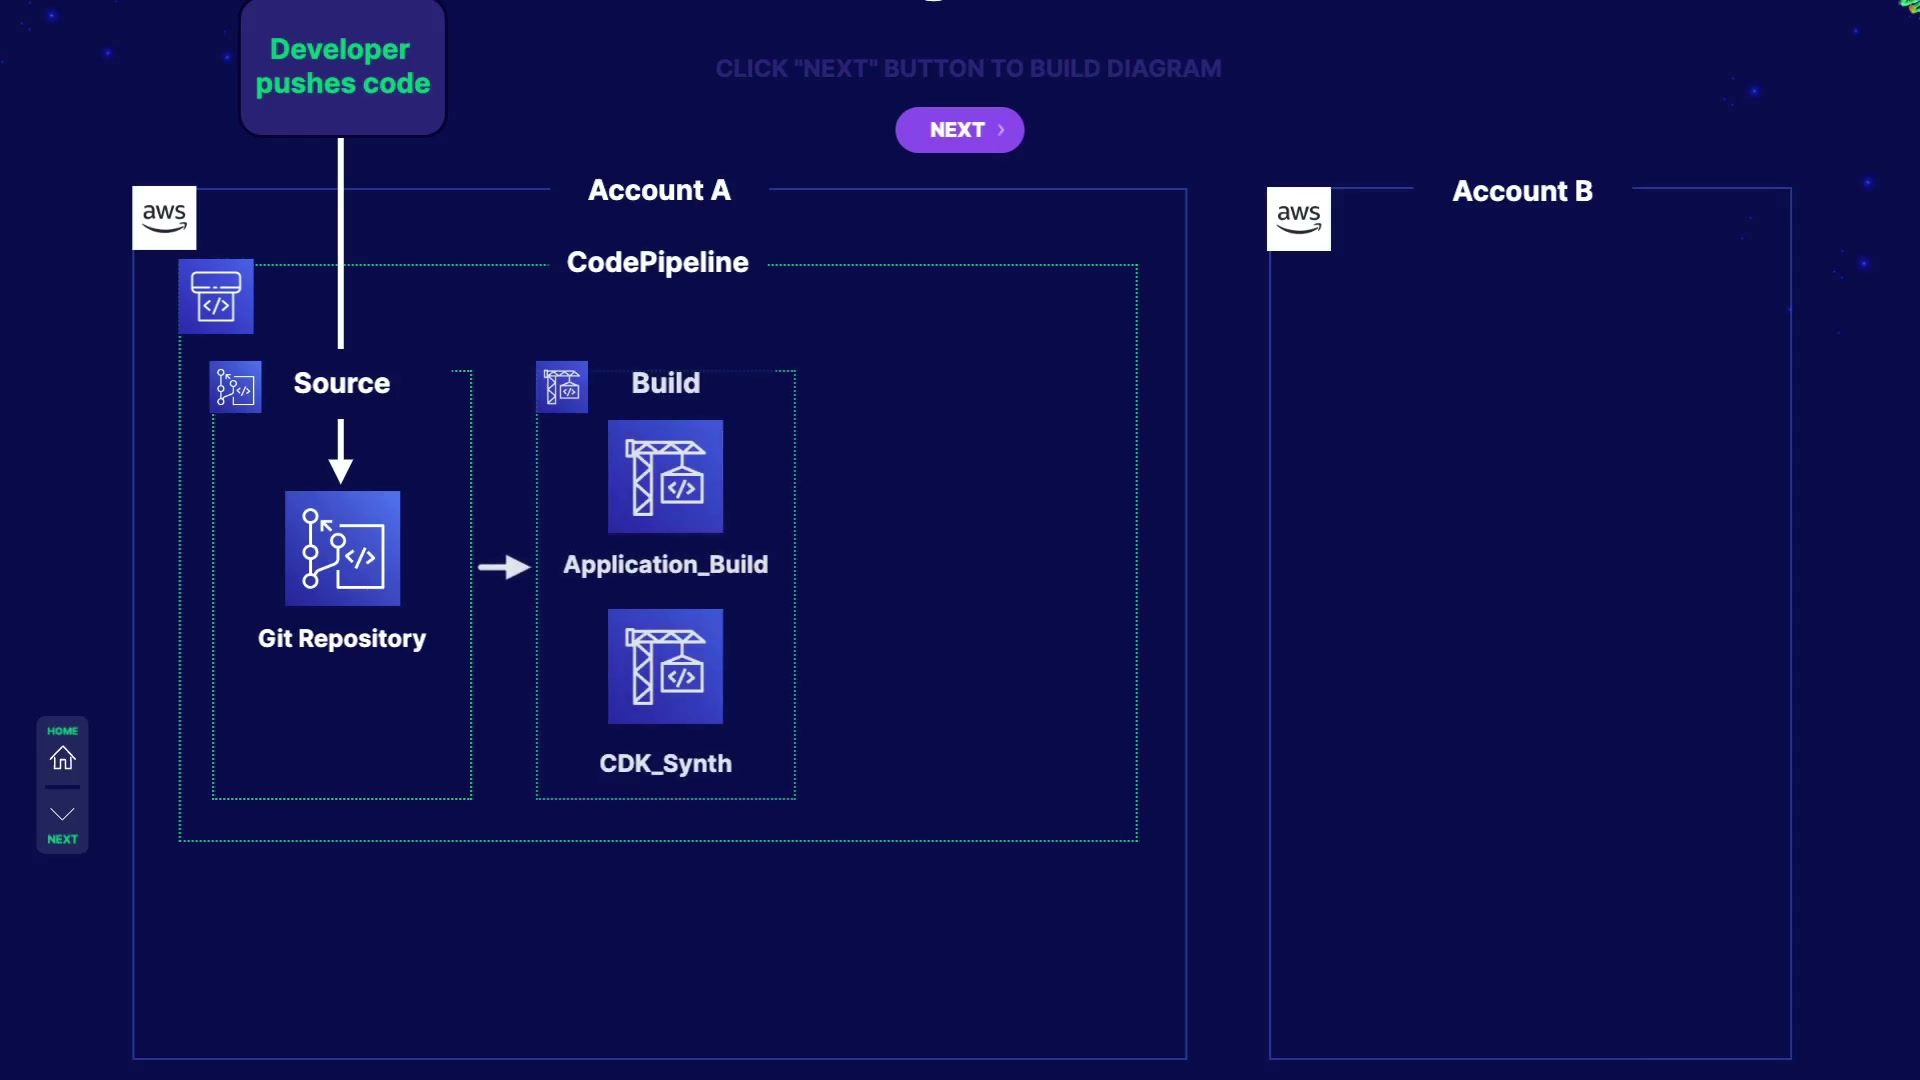 Developer
pushes code
CLICK "NEXT" BUTTON TO BUILD DIAGRAM
NEXT
aws
Account A
aws
Account B
CodePipeline
</>
Source
</>
Build
</>
</>
Application_Build
</>
Git Repository
</>
CDK_Synth
HOME
NEXT